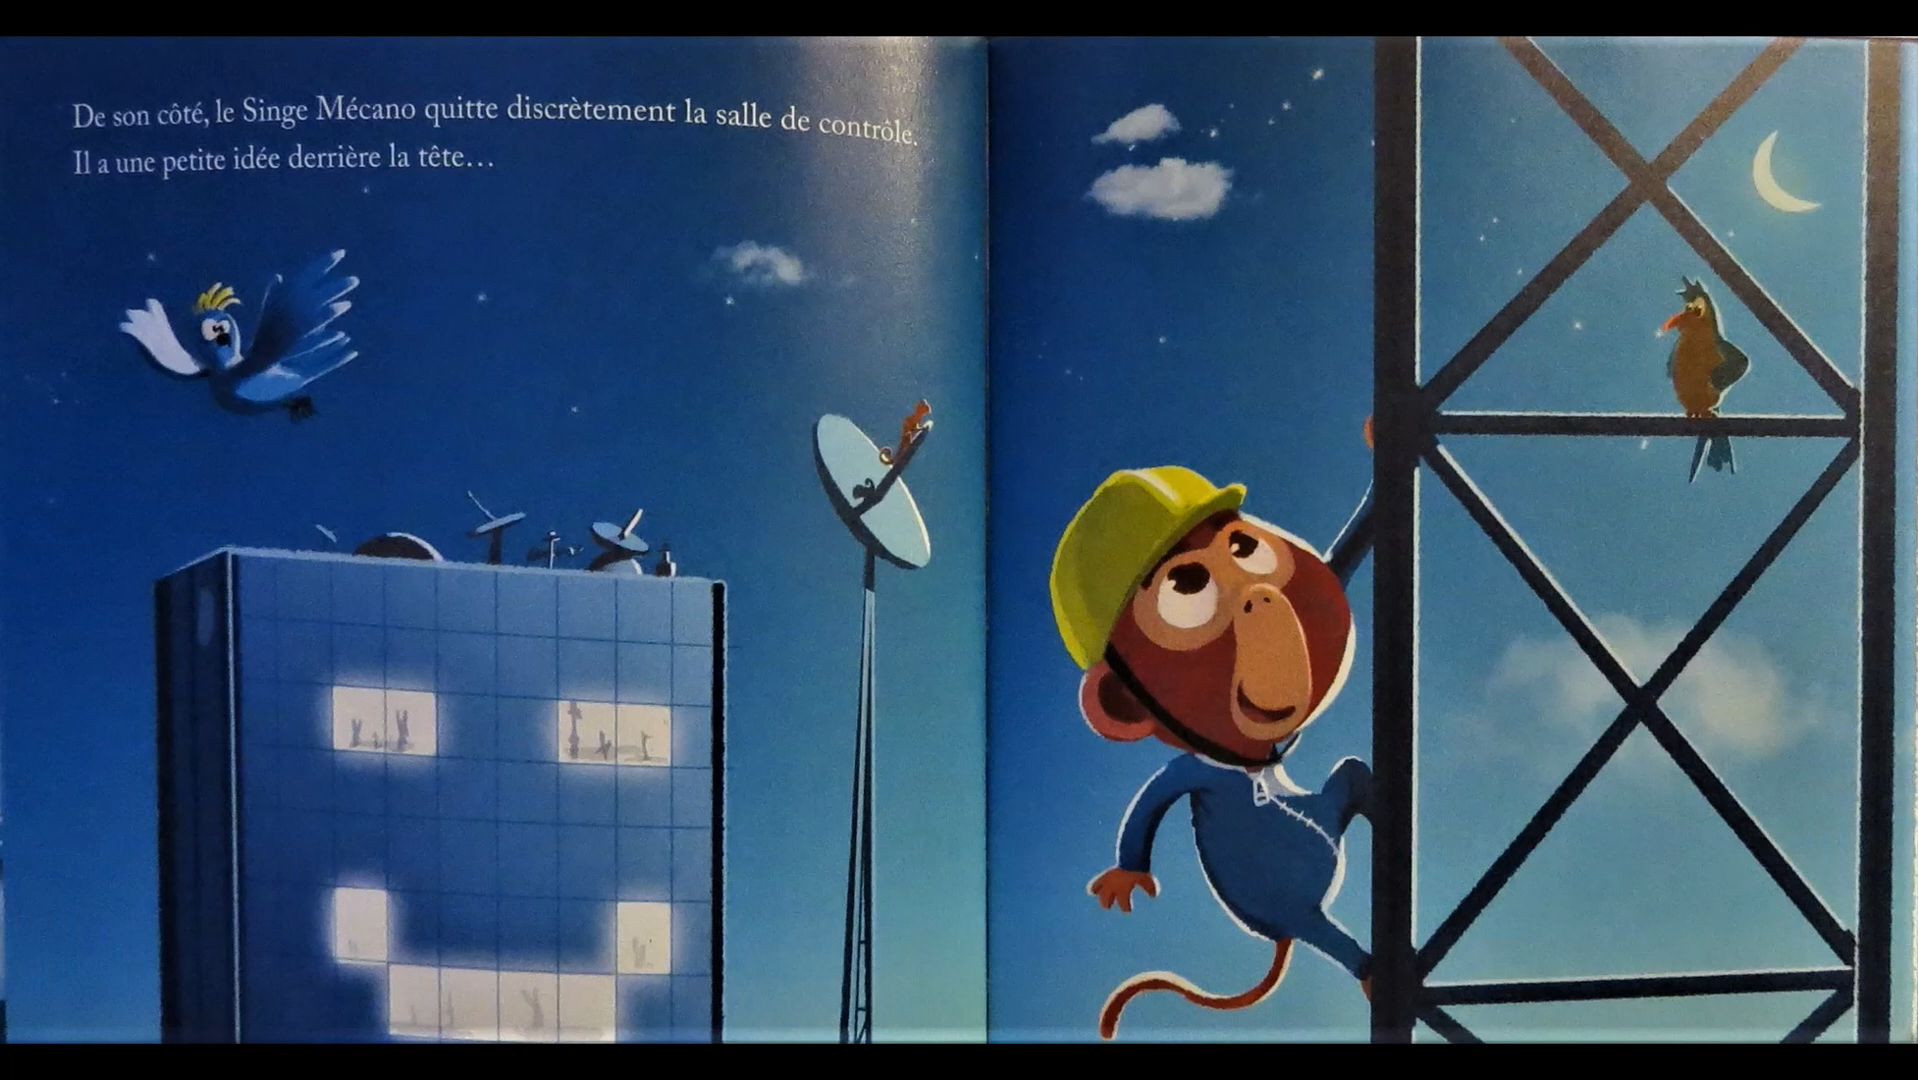 De son côté, le Singe Mécano quitte discrètement la salle de contrôle.
Il a une petite idée derrière la tête…